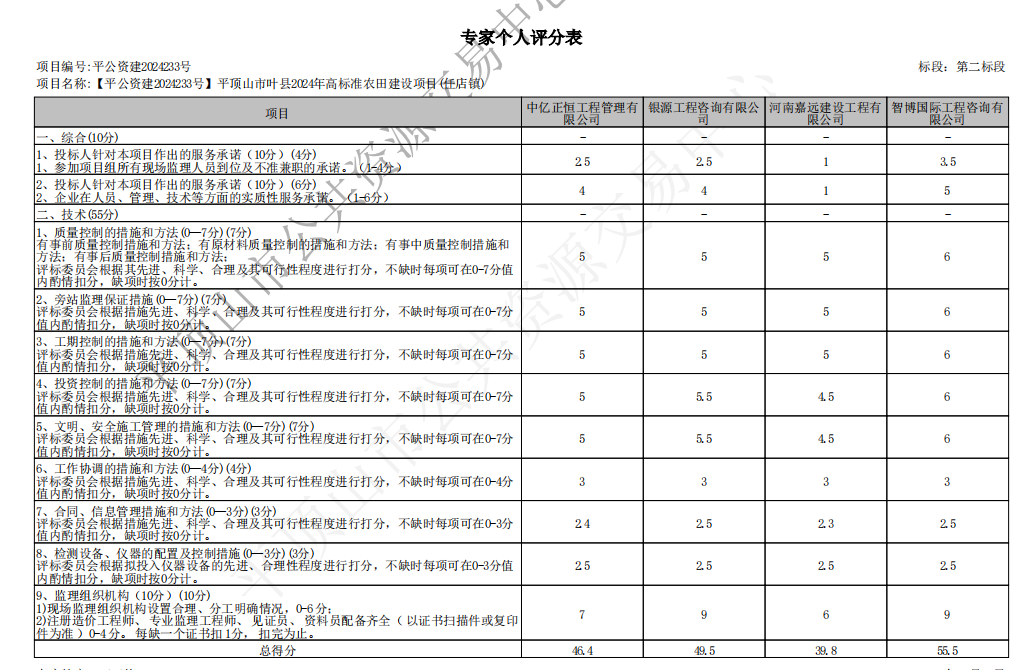 专家个人评分表
项目编号:平公资建2024233号 标段：第二标段
项目名称:【平公资建2024233号】平顶山市叶县2024年高标准农田建设项目(任店镇)
项目 中亿正恒工程管理有限公司 银源工程咨询有限公司 河南嘉远建设工程有限公司 智博国际工程咨询有限公司
一、综合(10分) - - - -
1、投标人针对本项目作出的服务承诺（10分）(4分)
1、参加项目组所有现场监理人员到位及不准兼职的承诺。（1-4分） 2.5 2.5 1 3.5
2、投标人针对本项目作出的服务承诺（10分）(6分)
2、企业在人员、管理、技术等方面的实质性服务承诺。（1-6分） 4 4 1 5
二、技术(55分) - - - -
1、质量控制的措施和方法(0—7分)(7分)
有事前质量控制措施和方法；有原材料质量控制的措施和方法；有事中质量控制措施和
方法；有事后质量控制措施和方法；
评标委员会根据其先进、科学、合理及其可行性程度进行打分，不缺时每项可在0-7分值
内酌情扣分，缺项时按0分计。 5 5 5 6
2、旁站监理保证措施(0—7分)(7分)
评标委员会根据措施先进、科学、合理及其可行性程度进行打分，不缺时每项可在0-7分
值内酌情扣分，缺项时按0分计。 5 5 5 6
3、工期控制的措施和方法(0—7分)(7分)
评标委员会根据措施先进、科学、合理及其可行性程度进行打分，不缺时每项可在0-7分
值内酌情扣分，缺项时按0分计。 5 5 5 6
4、投资控制的措施和方法(0—7分)(7分)
评标委员会根据措施先进、科学、合理及其可行性程度进行打分，不缺时每项可在0-7分
值内酌情扣分，缺项时按0分计。 5 5.5 4.5 6
5、文明、安全施工管理的措施和方法(0—7分)(7分)
评标委员会根据措施先进、科学、合理及其可行性程度进行打分，不缺时每项可在0-7分
值内酌情扣分，缺项时按0分计。 5 5.5 4.5 6
6、工作协调的措施和方法(0—4分)(4分)
评标委员会根据措施先进、科学、合理及其可行性程度进行打分，不缺时每项可在0-4分
值内酌情扣分，缺项时按0分计。 3 3 3 3
7、合同、信息管理措施和方法(0—3分)(3分)
评标委员会根据措施先进、科学、合理及其可行性程度进行打分，不缺时每项可在0-3分
值内酌情扣分，缺项时按0分计。 2.4 2.5 2.3 2.5
8、检测设备、仪器的配置及控制措施(0—3分)(3分)
评标委员会根据拟投入仪器设备的先进、合理性程度进行打分，不缺时每项可在0-3分值
内酌情扣分，缺项时按0分计。 2.5 2.5 2.5 2.5
9、监理组织机构（10分）(10分)
1)现场监理组织机构设置合理、分工明确情况，0-6分；
2)注册造价工程师、专业监理工程师、见证员、资料员配备齐全（以证书扫描件或复印
件为准）0-4分。每缺一个证书扣1分，扣完为止。 7 9 6 9
总得分 46.4 49.5 39.8 55.5
平顶山市公共资源交易中心
平顶山市公共资源交易中心